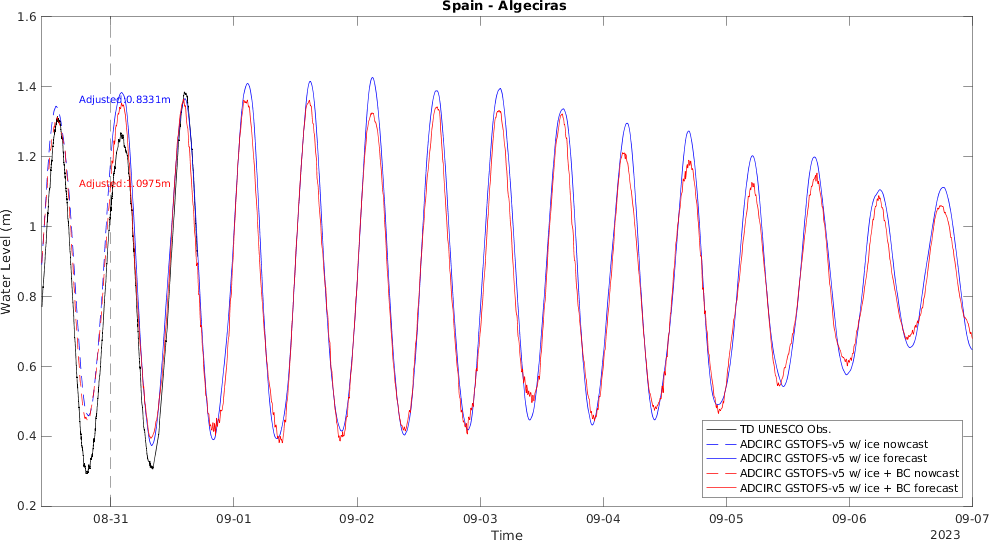 Spain - Algeciras
1.6
1.4
1.2
1
0.8
0.6
0.4
0.2
Water Level (m)
Adjusted:0.8331m
Adjusted:1.0975m
TD UNESCO Obs.
ADCIRC GSTOFS-v5 w/ ice nowcast
ADCIRC GSTOFS-v5 w/ ice forecast
ADCIRC GSTOFS-v5 w/ ice + BC nowcast
ADCIRC GSTOFS-v5 w/ ice + BC forecast
08-31 09-01 09-02 09-03 09-04 09-05 09-06 09-07
Time
2023